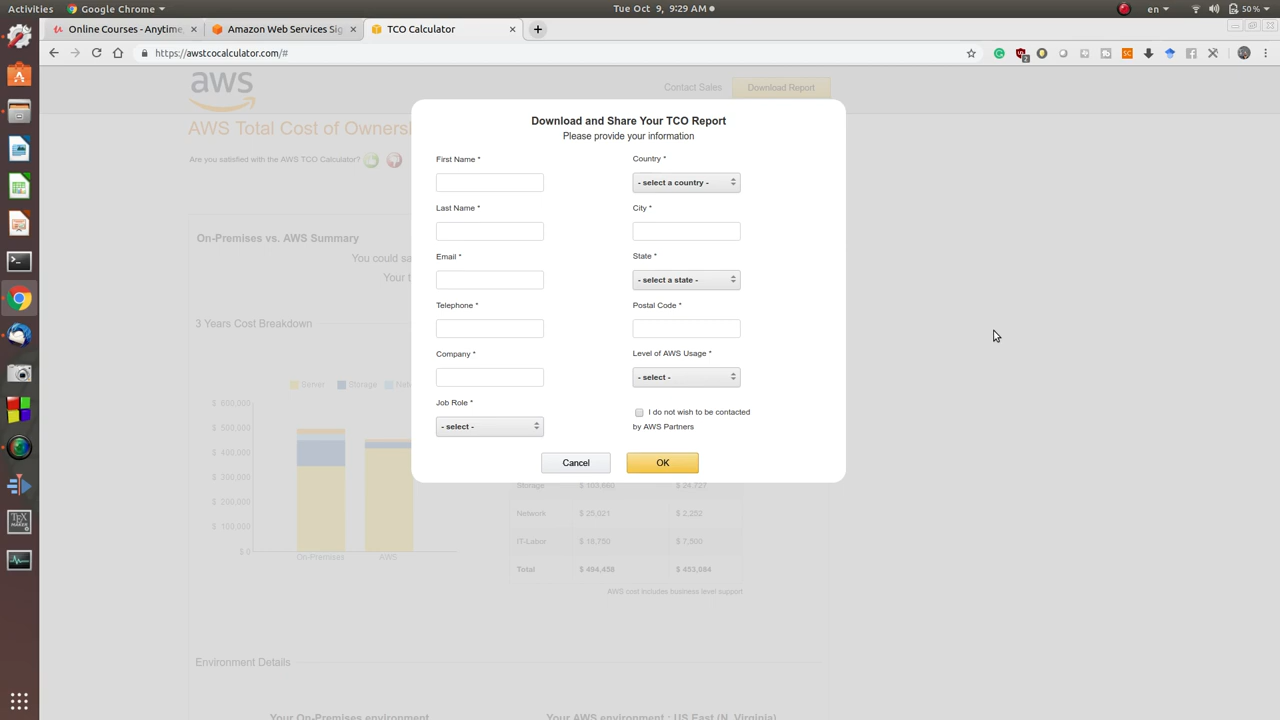 Activities
Google Chrome
Tue Oct 9, 9:29 AM
en
50%
Online Courses - Anytime
Amazon Web Services Sig
TCO Calculator
https://awstcocalculator.com/#
aws
Contact Sales
Download Report
AWS Total Cost of Ownersh
Are you satisfied with the AWS TCO Calculator?
Download and Share Your TCO Report
Please provide your information
First Name *
Country *
- select a country -
Last Name *
City *
Email *
State *
- select a state -
Telephone *
Postal Code *
Company *
Level of AWS Usage *
- select -
Job Role *
- select -
I do not wish to be contacted
by AWS Partners
Cancel
OK
On-Premises vs. AWS Summary
You could sa
Your t
3 Years Cost Breakdown
Server
Storage
Netw
$ 600,000
$ 500,000
$ 400,000
$ 300,000
$ 200,000
$ 100,000
$ 0
On-Premises
AWS
Storage $ 103,660 $ 24,727
Network $ 25,021 $ 2,252
IT-Labor $ 18,750 $ 7,500
Total $ 494,458 $ 453,084
AWS cost includes business level support
Environment Details
Your On-Premises environment
Your AWS environment : US East (N. Virginia)